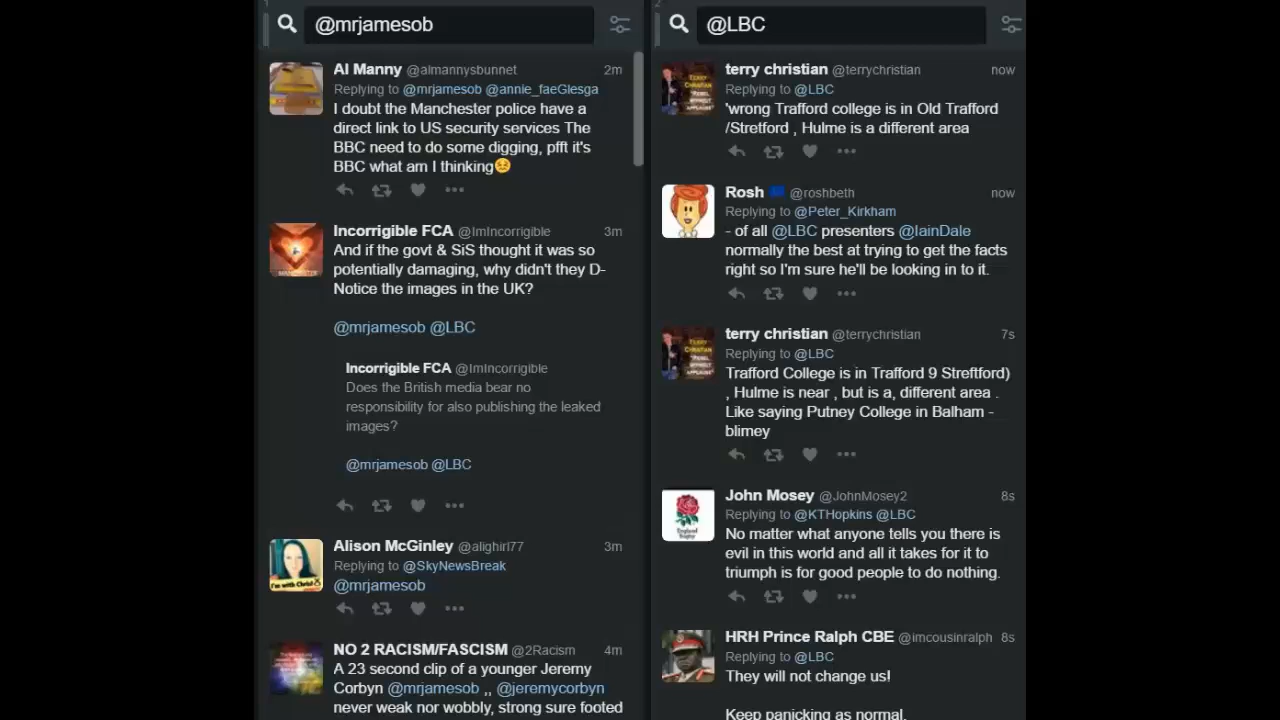 @mrjamesob
Al Manny @almannysbunnet 2m
Replying to @mrjamesob @annie_faeGlesga
I doubt the Manchester police have a
direct link to US security services The
BBC need to do some digging, pfft it's
BBC what am I thinking😣
Incorrigible FCA @ImIncorrigible 3m
And if the govt & SiS thought it was so
potentially damaging, why didn't they D-
Notice the images in the UK?
@mrjamesob @LBC
Incorrigible FCA @ImIncorrigible
Does the British media bear no
responsibility for also publishing the leaked
images?
@mrjamesob @LBC
Alison McGinley @alighirl77 3m
Replying to @SkyNewsBreak
@mrjamesob
NO 2 RACISM/FASCISM @2Racism 4m
A 23 second clip of a younger Jeremy
Corbyn @mrjamesob ,, @jeremycorbyn
never weak nor wobbly, strong sure footed
@LBC
terry christian @terrychristian now
Replying to @LBC
'wrong Trafford college is in Old Trafford
/Stretford , Hulme is a different area
Rosh @roshbeth now
Replying to @Peter_Kirkham
- of all @LBC presenters @IainDale
normally the best at trying to get the facts
right so I'm sure he'll be looking in to it.
terry christian @terrychristian 7s
Replying to @LBC
Trafford College is in Trafford 9 Streftford)
, Hulme is near , but is a, different area .
Like saying Putney College in Balham -
blimey
John Mosey @JohnMosey2 8s
Replying to @KTHopkins @LBC
No matter what anyone tells you there is
evil in this world and all it takes for it to
triumph is for good people to do nothing.
HRH Prince Ralph CBE @imcousinralph 8s
Replying to @LBC
They will not change us!
Keep panicking as normal.